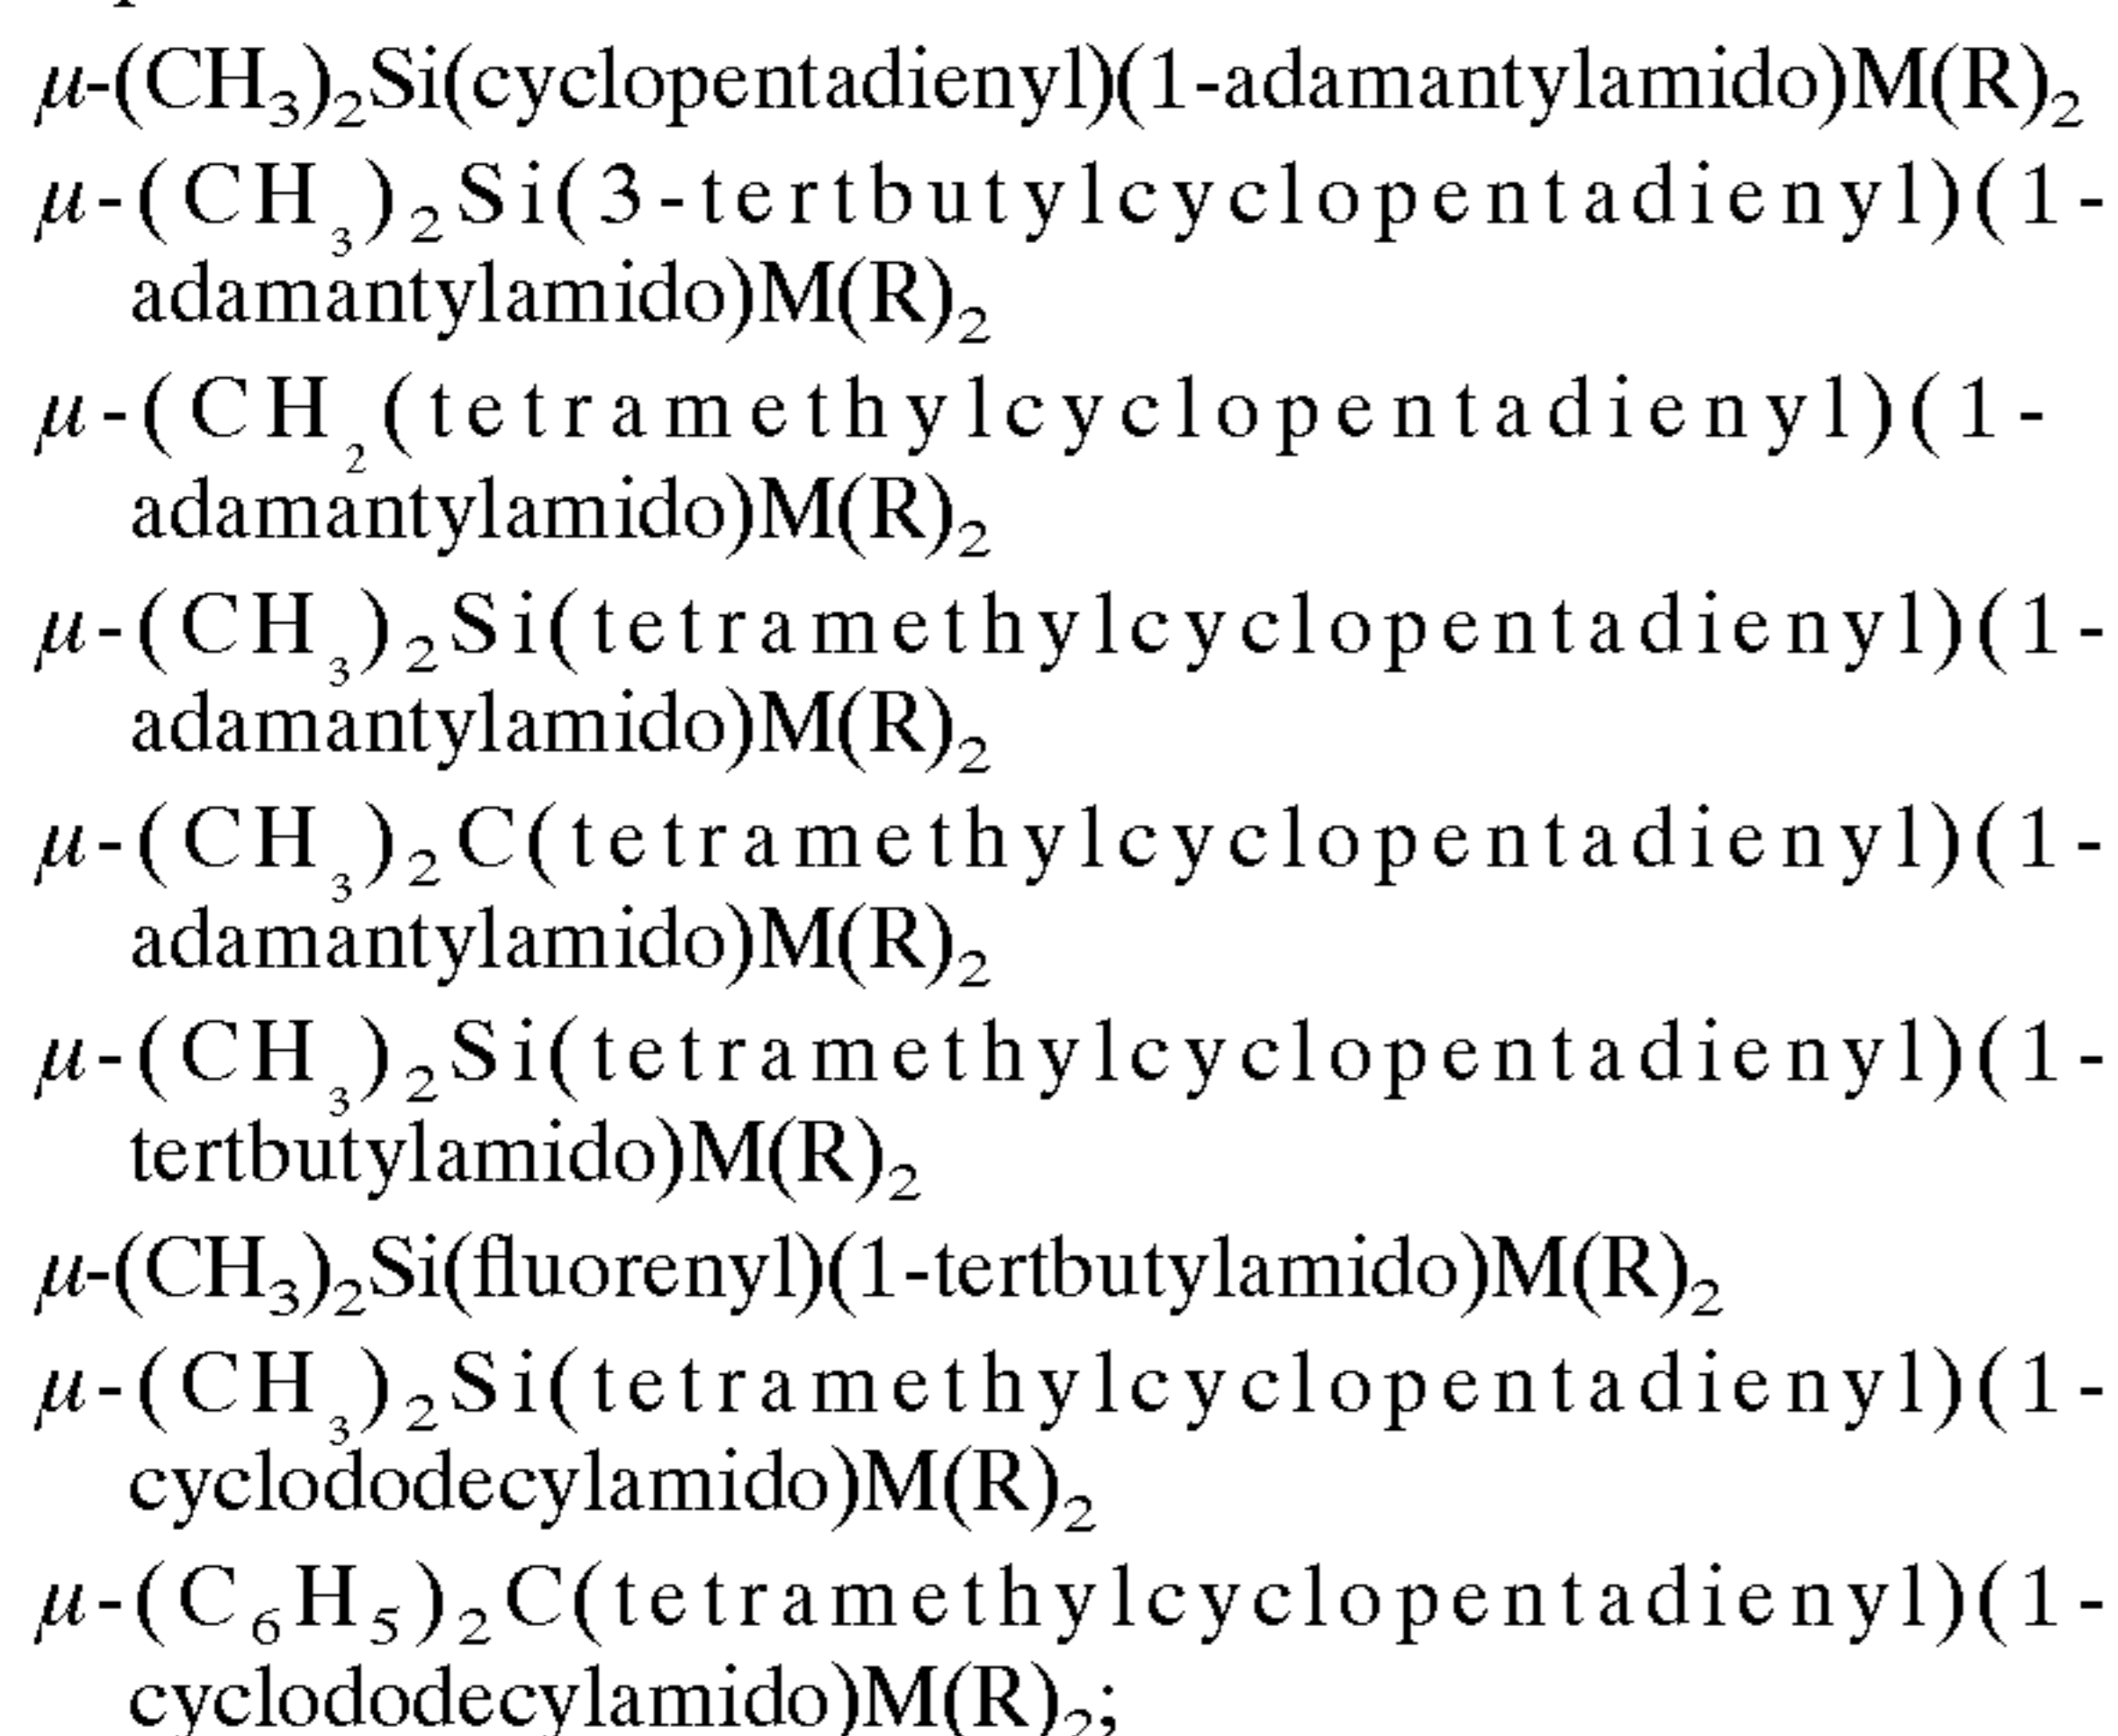 μ-(CH₃)₂Si(cyclopentadienyl)(1-adamantylamido)M(R)₂
μ-(CH₃)₂Si(3-tertbutylcyclopentadienyl)(1-
adamantylamido)M(R)₂
μ-(CH₂(tetramethylcyclopentadienyl)(1-
adamantylamido)M(R)₂
μ-(CH₃)₂Si(tetramethylcyclopentadienyl)(1-
adamantylamido)M(R)₂
μ-(CH₃)₂C(tetramethylcyclopentadienyl)(1-
adamantylamido)M(R)₂
μ-(CH₃)₂Si(tetramethylcyclopentadienyl)(1-
tertbutylamido)M(R)₂
μ-(CH₃)₂Si(fluorenyl)(1-tertbutylamido)M(R)₂
μ-(CH₃)₂Si(tetramethylcyclopentadienyl)(1-
cyclododecylamido)M(R)₂
μ-(C₆H₅)₂C(tetramethylcyclopentadienyl)(1-
cyclododecylamido)M(R)₂;